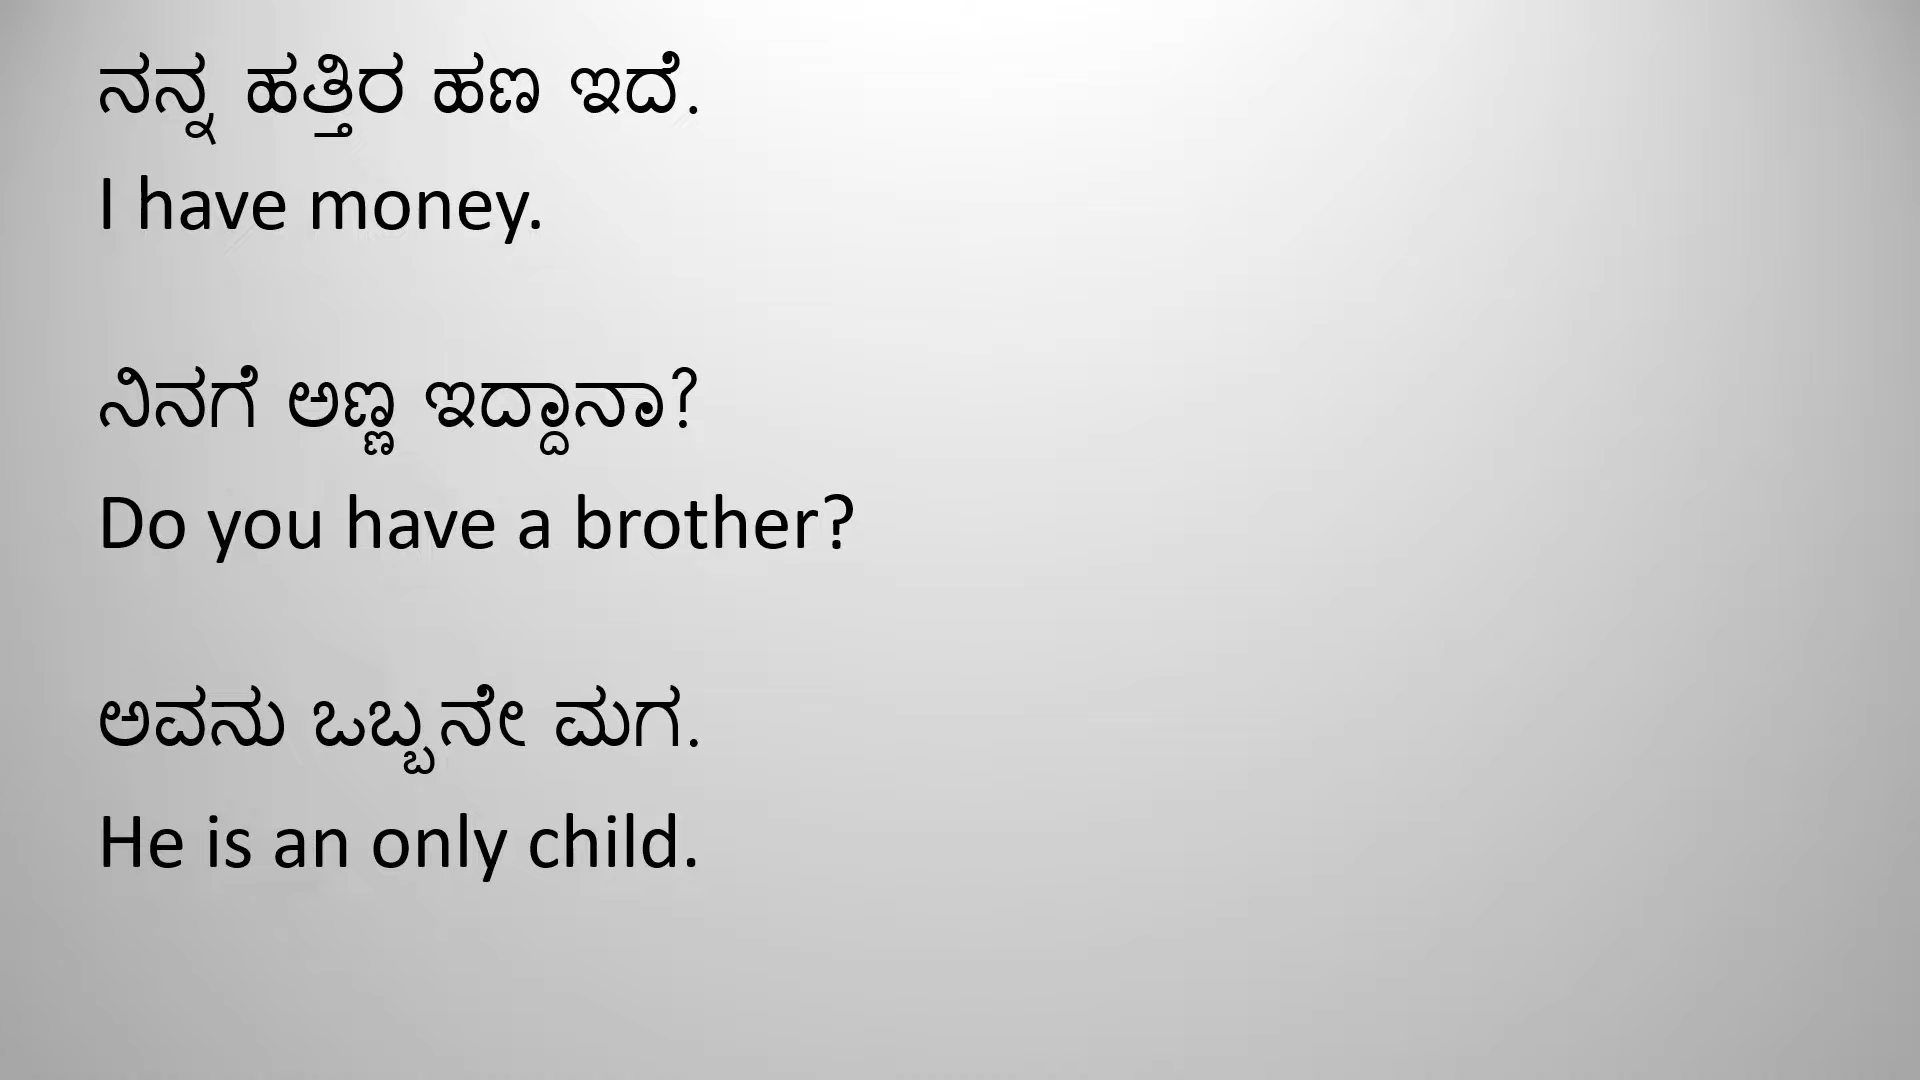 ನನ್ನ ಹತ್ತಿರ ಹಣ ಇದೆ.
I have money.
ನಿನಗೆ ಅಣ್ಣ ಇದ್ದಾನಾ?
Do you have a brother?
ಅವನು ಒಬ್ಬನೇ ಮಗ.
He is an only child.